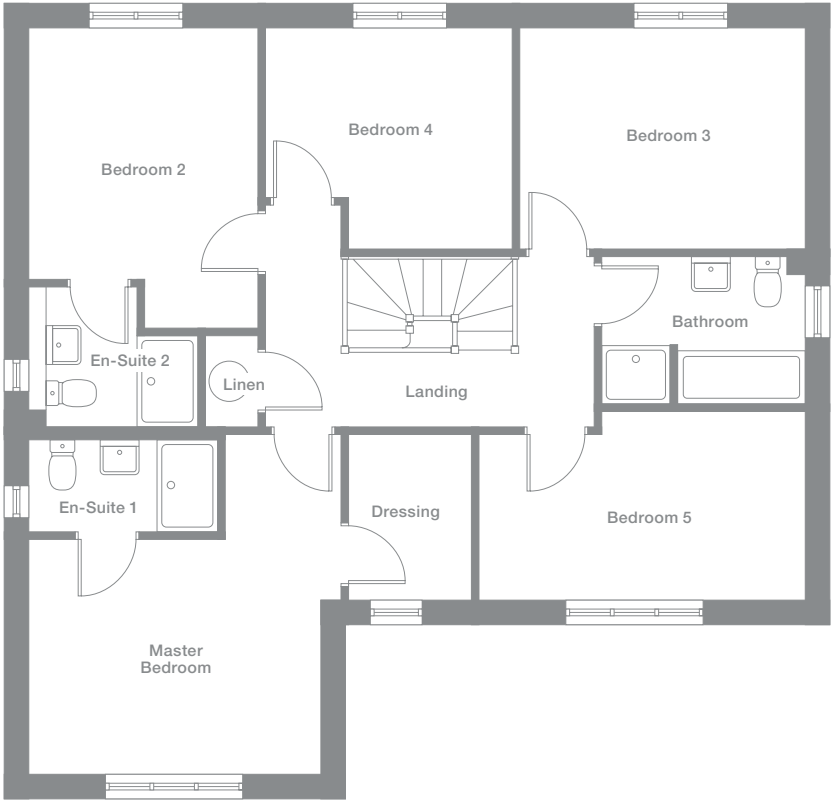 Bedroom 4
Bedroom 3
Bedroom 2
Bathroom
En-Suite 2
Linen
Landing
En-Suite 1
Dressing
Bedroom 5
Master
Bedroom